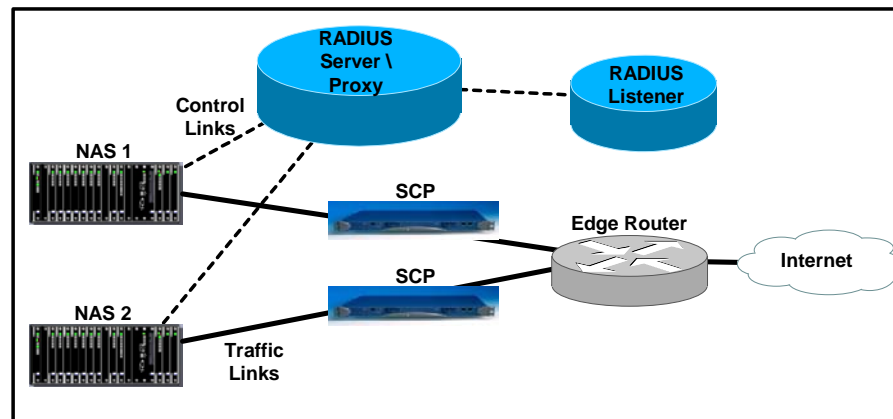 RADIUS
Server \
Proxy
RADIUS
Listener
Control
Links
NAS 1
SCP
Edge Router
Internet
SCP
NAS 2
Traffic
Links